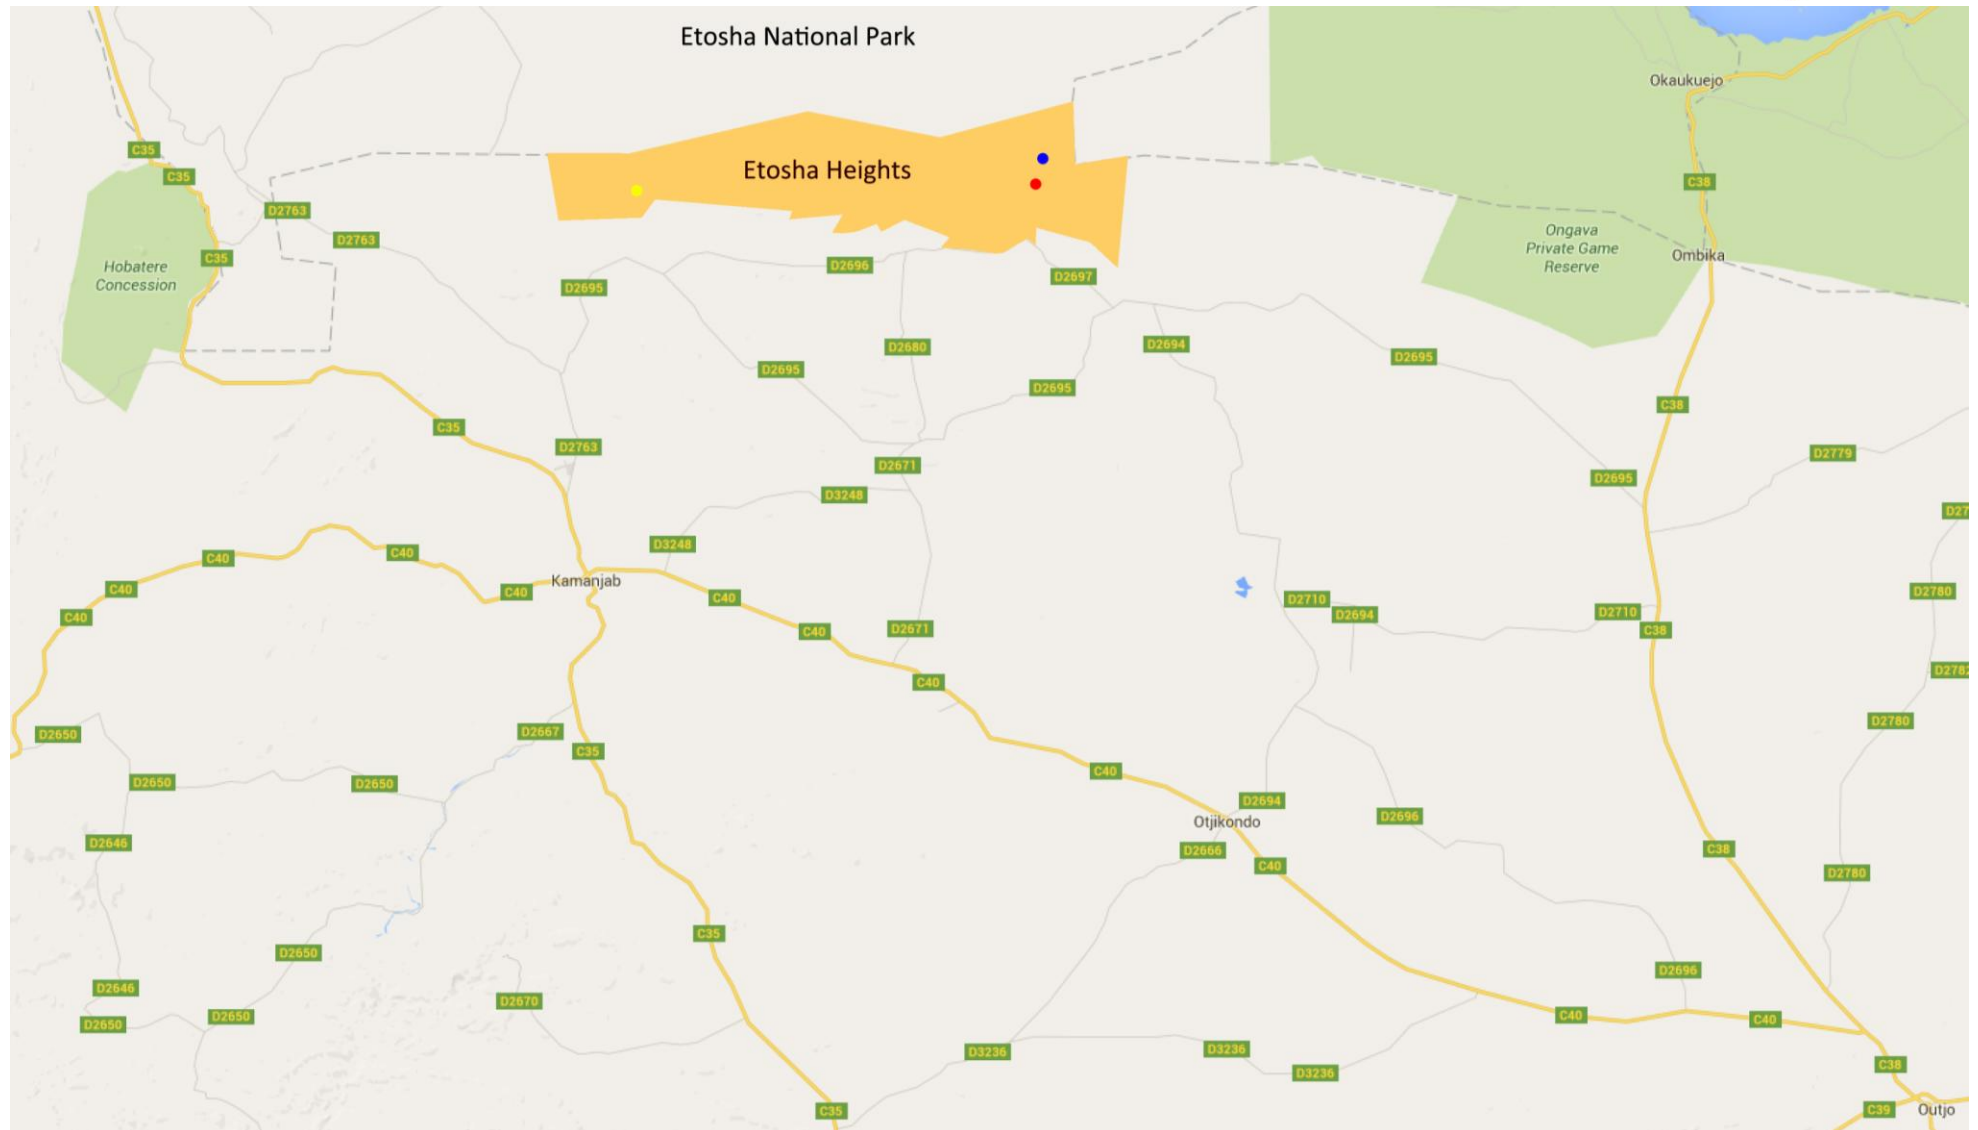 Etosha National Park
Okaukuejo
C35
C35
Etosha Heights
C38
D2763
D2763
Ongava
Private Game
Reserve
Ombika
C35
Hobatere
Concession
D2696
D2697
D2695
D2680
D2694
D2695
D2695
D2695
C38
C35
D2763
D2779
D2671
D2695
D3248
D27
D3248
C40
C40
Kamanjab
C40
C40
C40
D2780
C40
D2710
D2694
D2710
C40
C40
D2671
C38
D2782
C40
D2780
D2650
D2667
C35
C40
D2650
D2650
D2694
D2696
Otjikondo
D2646
D2666
C40
C38
D2780
C35
D2650
D2696
D2646
D2670
D2650
D2650
C40
C40
D3236
D3236
D3236
C38
C35
C39
Outjo